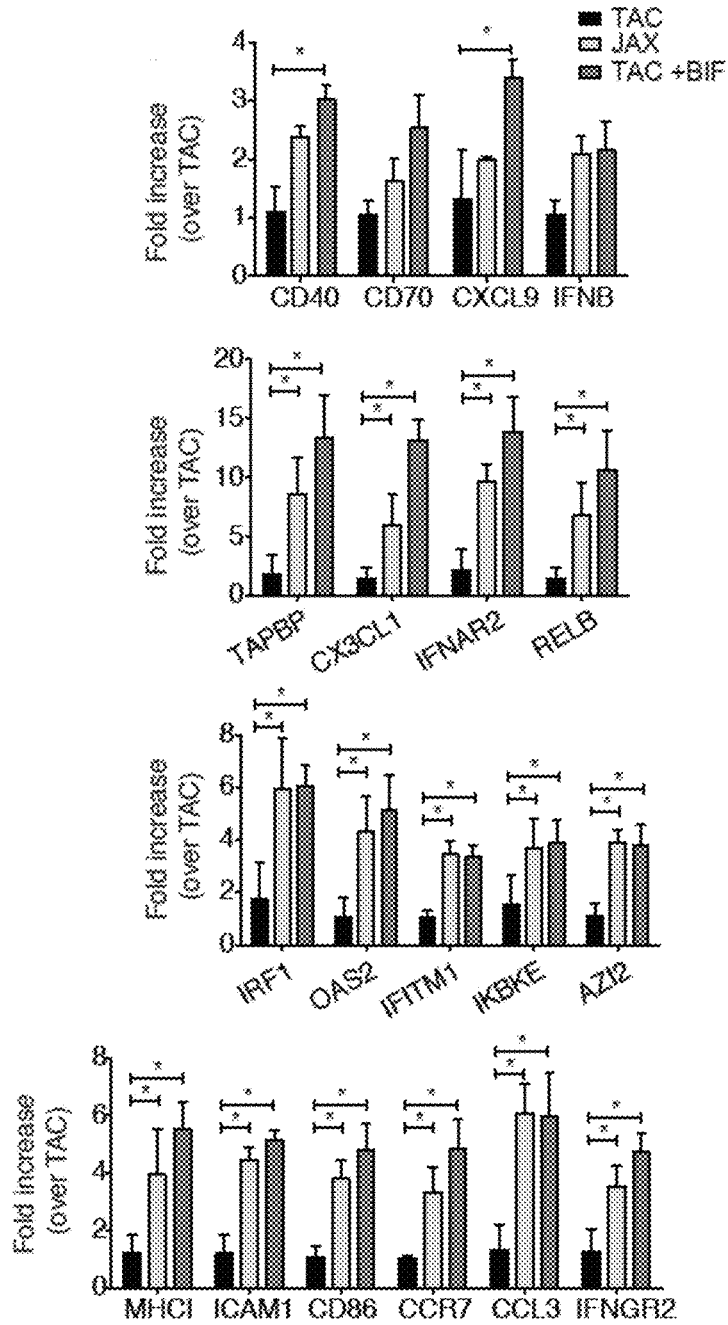 TAC
JAX
TAC +BIF
Fold increase
(over TAC)
4
3
2
1
0
*
*
CD40 CD70 CXCL9 IFNB
Fold increase
(over TAC)
20
15
10
5
0
* * * *
* * * *
TAPBP CX3CL1 IFNAR2 RELB
Fold increase
(over TAC)
8
6
4
2
0
* * * * *
* * * * *
IRF1 OAS2 IFITM1 IKBKE AZI2
Fold increase
(over TAC)
8
6
4
2
0
* * * * * *
* * * * * *
MHCI ICAM1 CD86 CCR7 CCL3 IFNGR2